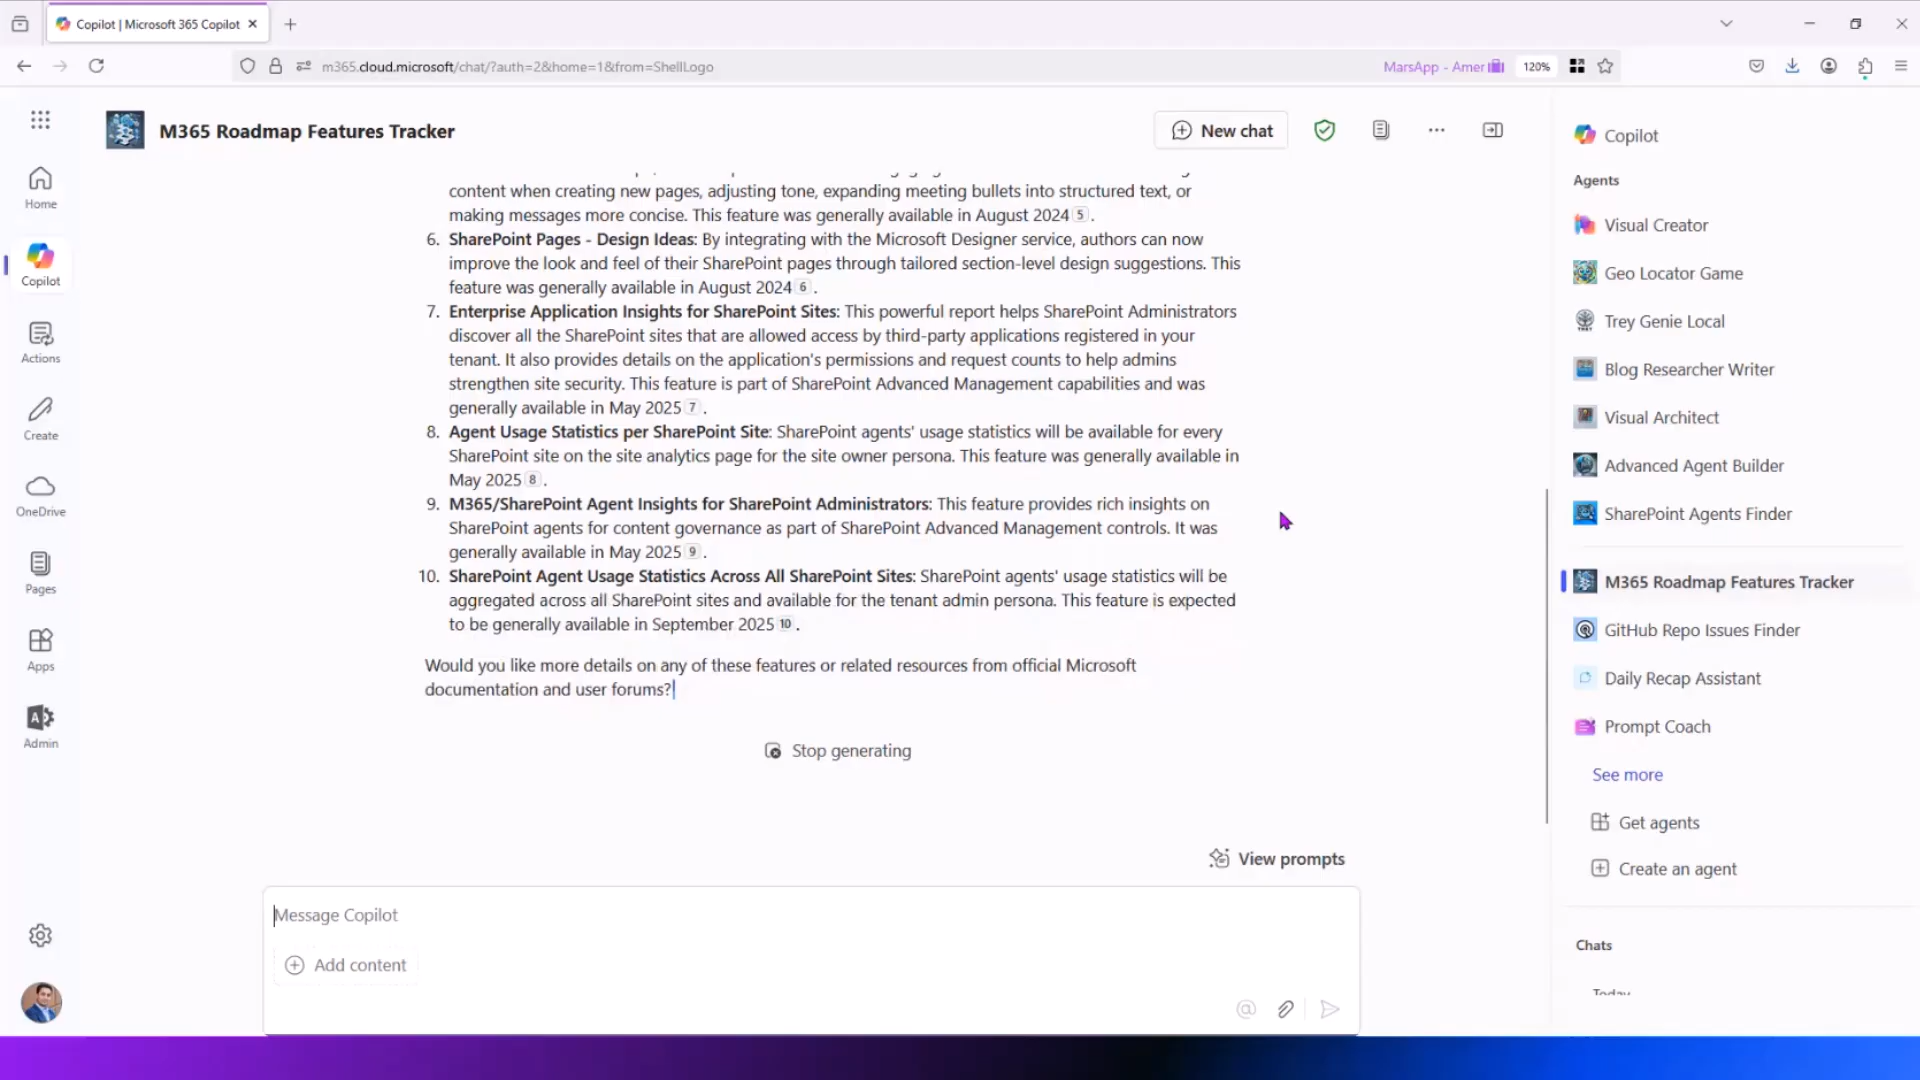 Copilot | Microsoft 365 Copilot
m365.cloud.microsoft/chat/?auth=2&home=1&from=ShellLogo
MarsApp - Amer
120%
M365 Roadmap Features Tracker
New chat
content when creating new pages, adjusting tone, expanding meeting bullets into structured text, or
making messages more concise. This feature was generally available in August 2024 5 .
6. SharePoint Pages - Design Ideas: By integrating with the Microsoft Designer service, authors can now
improve the look and feel of their SharePoint pages through tailored section-level design suggestions. This
feature was generally available in August 2024 6 .
7. Enterprise Application Insights for SharePoint Sites: This powerful report helps SharePoint Administrators
discover all the SharePoint sites that are allowed access by third-party applications registered in your
tenant. It also provides details on the application's permissions and request counts to help admins
strengthen site security. This feature is part of SharePoint Advanced Management capabilities and was
generally available in May 2025 7 .
8. Agent Usage Statistics per SharePoint Site: SharePoint agents' usage statistics will be available for every
SharePoint site on the site analytics page for the site owner persona. This feature was generally available in
May 2025 8 .
9. M365/SharePoint Agent Insights for SharePoint Administrators: This feature provides rich insights on
SharePoint agents for content governance as part of SharePoint Advanced Management controls. It was
generally available in May 2025 9 .
10. SharePoint Agent Usage Statistics Across All SharePoint Sites: SharePoint agents' usage statistics will be
aggregated across all SharePoint sites and available for the tenant admin persona. This feature is expected
to be generally available in September 2025 10 .
Would you like more details on any of these features or related resources from official Microsoft
documentation and user forums?
Stop generating
View prompts
Message Copilot
Add content
Home
Copilot
Actions
Create
OneDrive
Pages
Apps
Admin
Copilot
Agents
Visual Creator
Geo Locator Game
Trey Genie Local
Blog Researcher Writer
Visual Architect
Advanced Agent Builder
SharePoint Agents Finder
M365 Roadmap Features Tracker
GitHub Repo Issues Finder
Daily Recap Assistant
Prompt Coach
See more
Get agents
Create an agent
Chats
Today